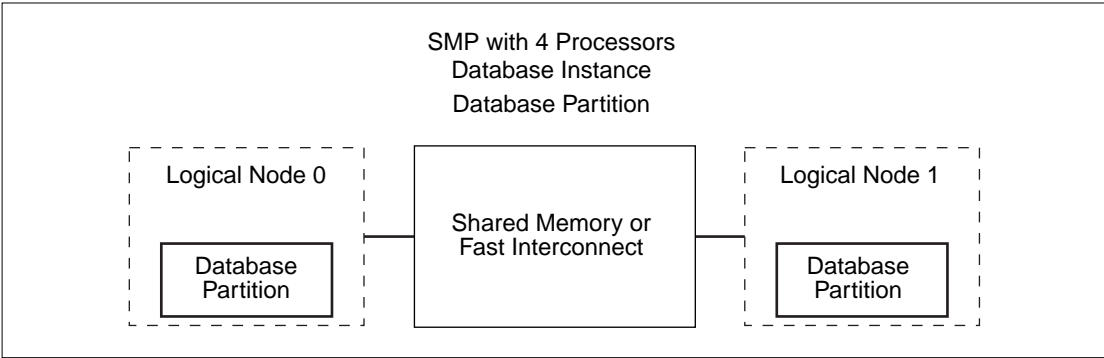 SMP with 4 Processors
Database Instance
Database Partition
Logical Node 0
Database
Partition
Shared Memory or
Fast Interconnect
Logical Node 1
Database
Partition